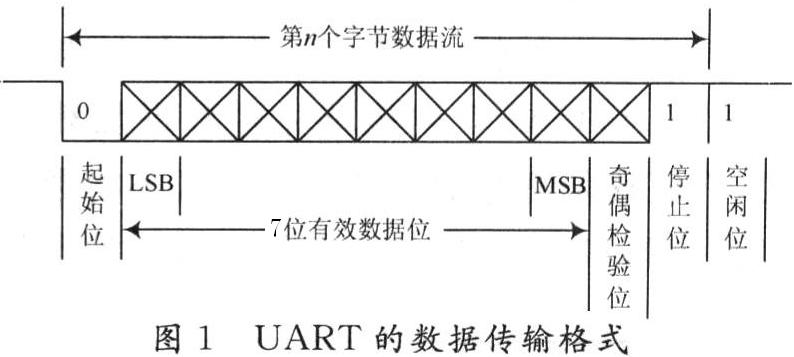 第n个字节数据流
0
1
1
起始位
LSB
MSB
奇偶检验位
停止位
空闲位
7位有效数据位
图1 UART的数据传输格式